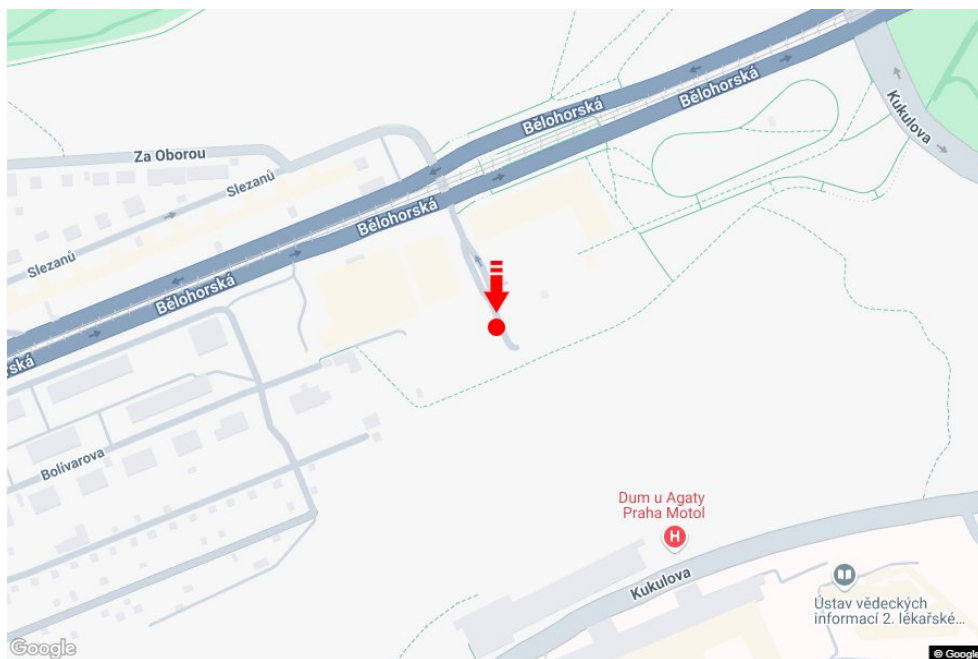 Bělohorská
Bělohorská
Kukulova
Za Oborou
Slezanů
Bělohorská
Slezanů
Bělohorská
orská
Bolívarova
Dum u Agaty
Praha Motol
H
Kukulova
Ústav vědeckých
informací 2. lékařské...
Google
© Google